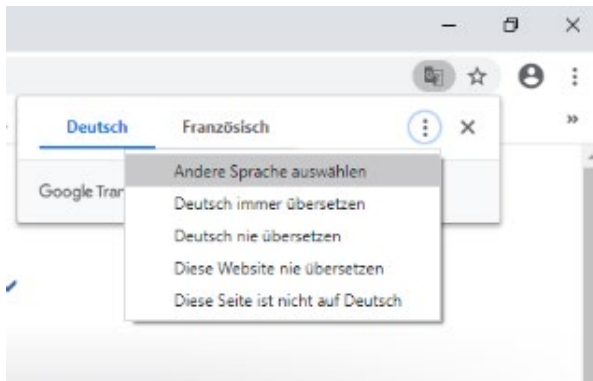 Deutsch Französisch
Google Tran
Andere Sprache auswählen
Deutsch immer übersetzen
Deutsch nie übersetzen
Diese Website nie übersetzen
Diese Seite ist nicht auf Deutsch